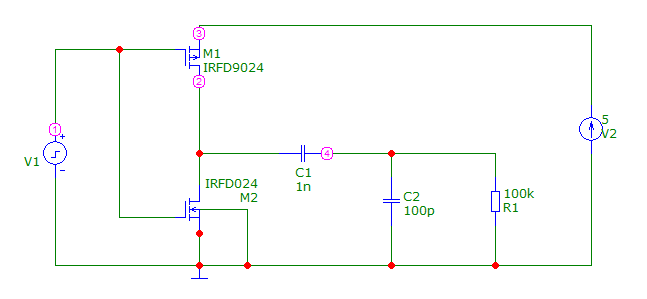 3
M1
IRFD9024
2
1
+
V1
-
5
V2
4
C1
1n
IRFD024
M2
C2
100p
100k
R1